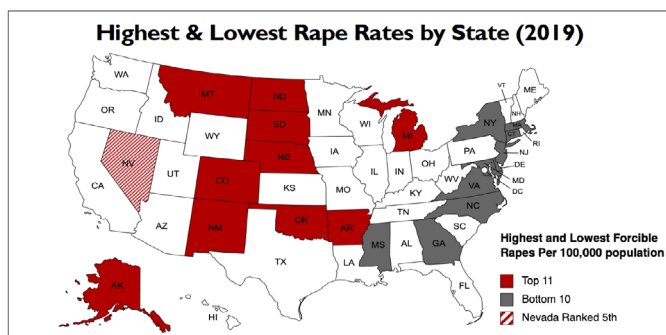 Highest & Lowest Rape Rates by State (2019)
WA
MT
ND
MN
VT
ME
OR
ID
SD
WI
MI
NY
NH
MA
CT
RI
WY
NV
NE
IA
PA
NJ
DE
MD
DC
CA
UT
CO
KS
MO
IL
IN
OH
WV
VA
KY
NC
AZ
NM
OK
AR
TN
SC
MS
AL
GA
LA
TX
FL
AK
HI
Highest and Lowest Forcible
Rapes Per 100,000 population
Top 11
Bottom 10
Nevada Ranked 5th